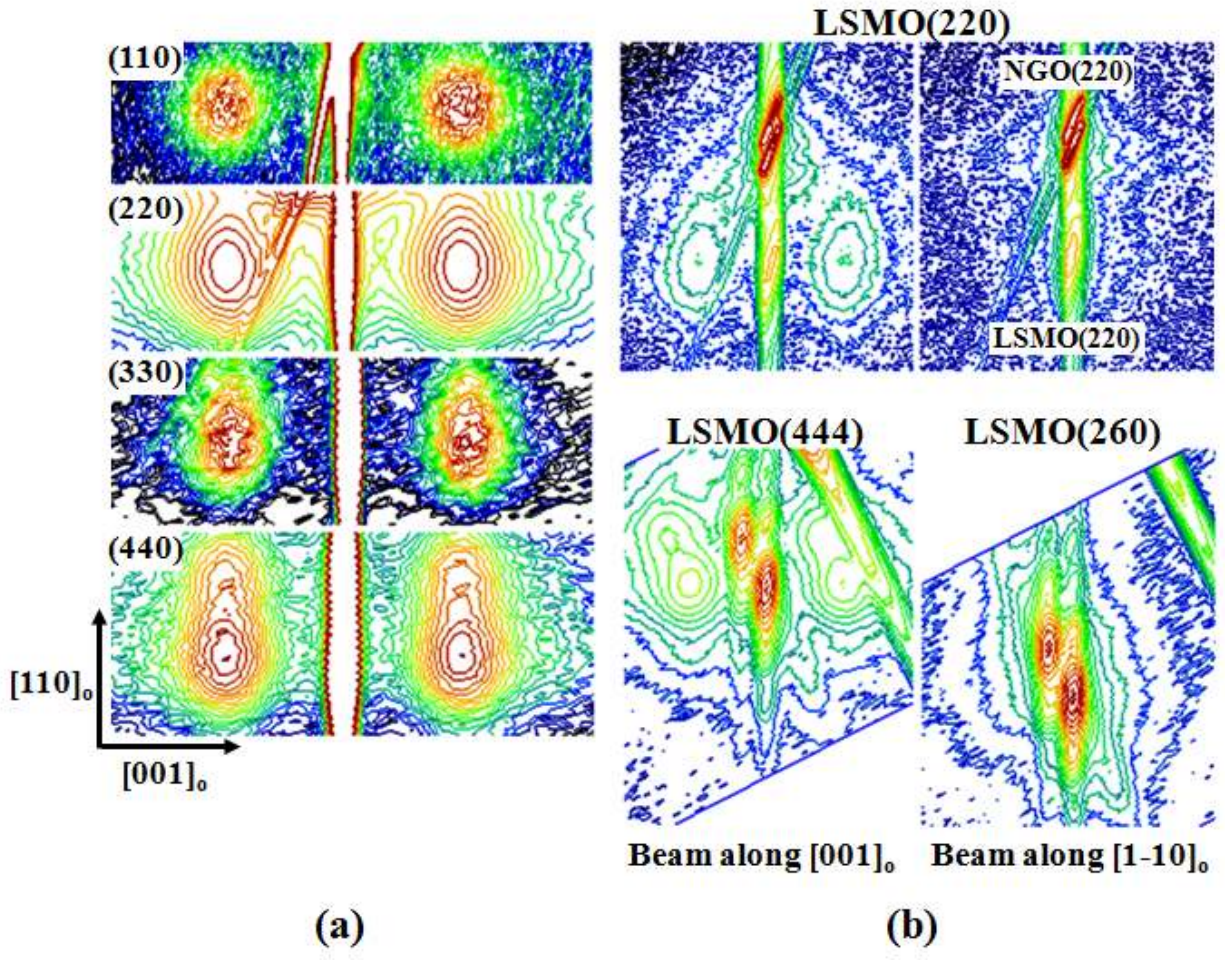 LSMO(220)
(110)
NGO(220)
(220)
LSMO(220)
(330)
LSMO(444)
LSMO(260)
(440)
[110]o
[001]o
Beam along [001]o
Beam along [1-10]o
(a)
(b)